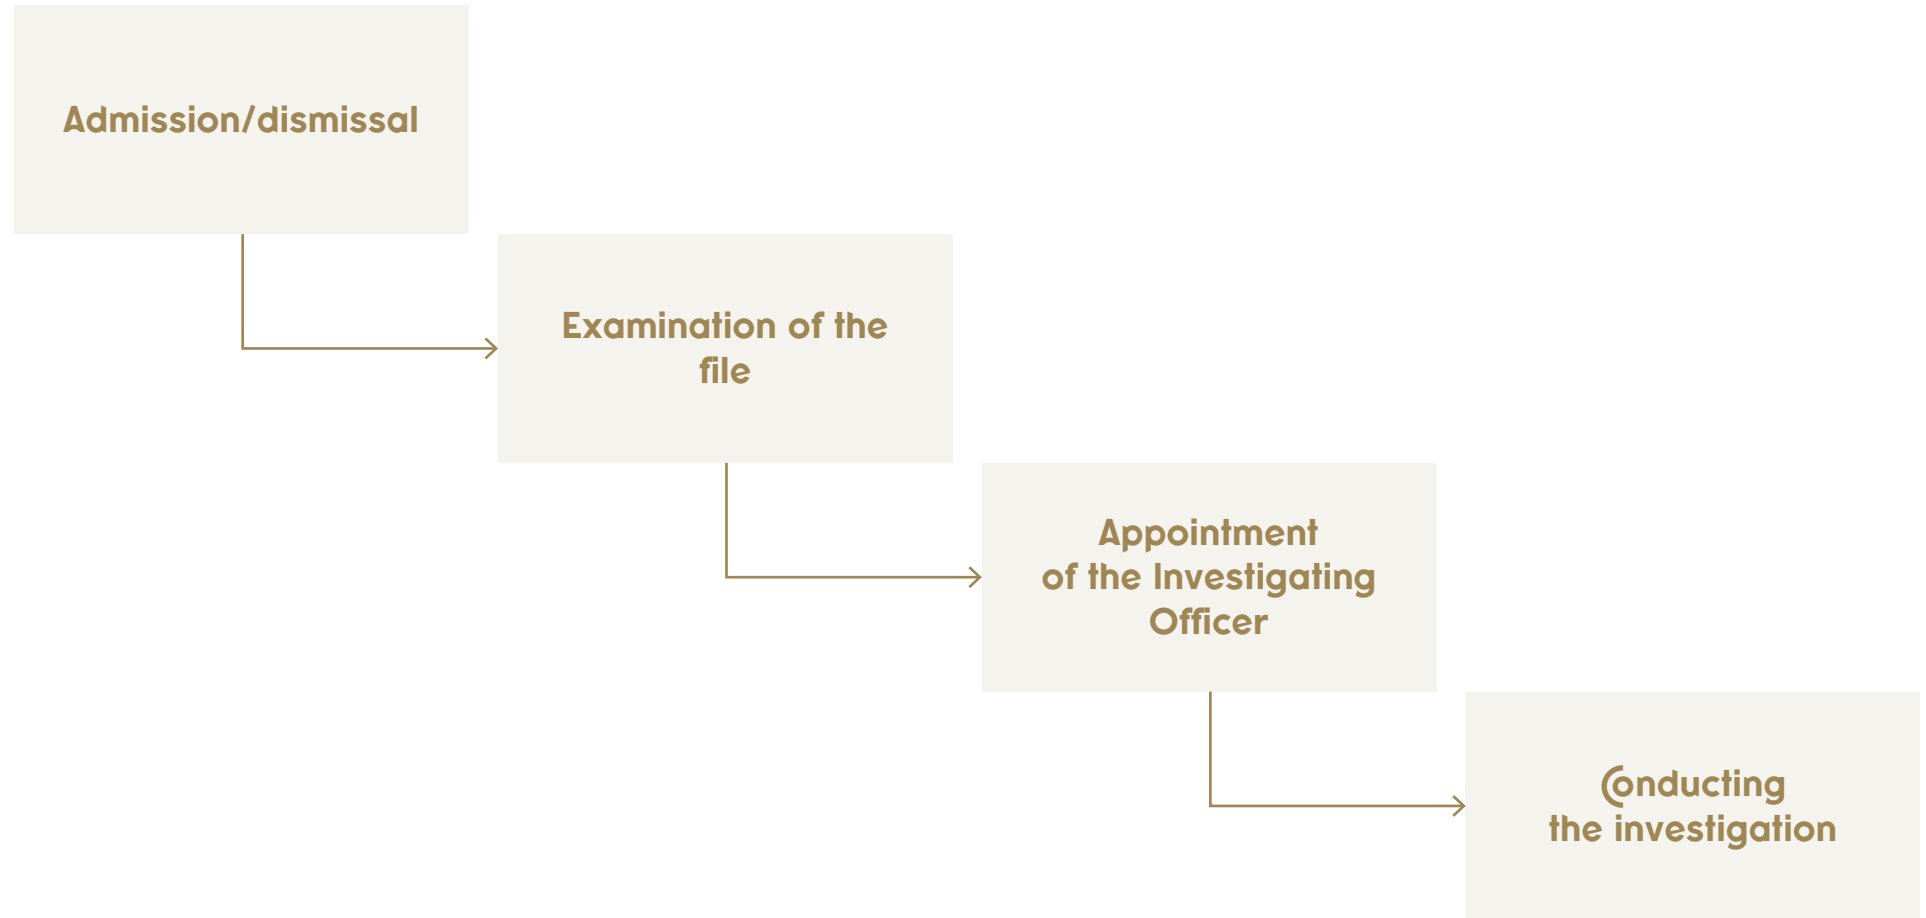 Admission/dismissal
Examination of the
file
Appointment
of the Investigating
Officer
Conducting
the investigation